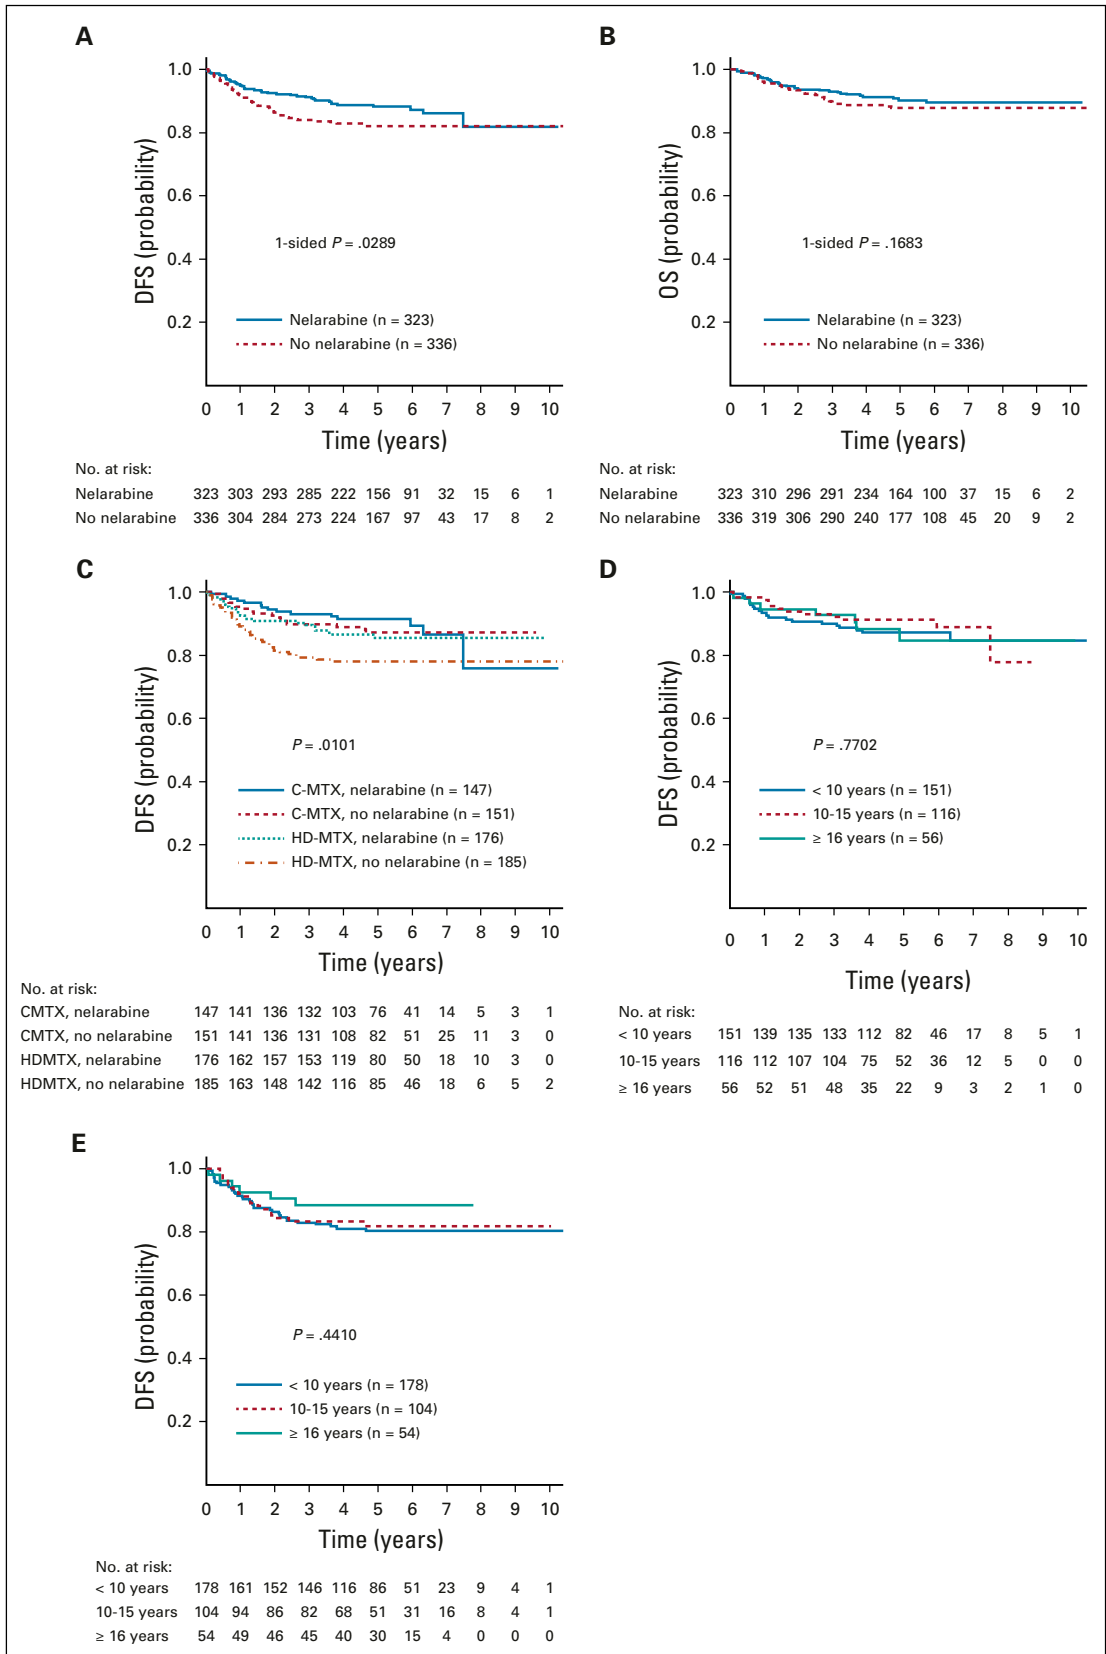 A
1.0
0.8
0.6
0.4
0.2
DFS (probability)
1-sided P = .0289
Nelarabine (n = 323)
No nelarabine (n = 336)
0 1 2 3 4 5 6 7 8 9 10
Time (years)
No. at risk:
Nelarabine 323 303 293 285 222 156 91 32 15 6 1
No nelarabine 336 304 284 273 224 167 97 43 17 8 2
B
1.0
0.8
0.6
0.4
0.2
OS (probability)
1-sided P = .1683
Nelarabine (n = 323)
No nelarabine (n = 336)
0 1 2 3 4 5 6 7 8 9 10
Time (years)
No. at risk:
Nelarabine 323 310 296 291 234 164 100 37 15 6 2
No nelarabine 336 319 306 290 240 177 108 45 20 9 2
C
1.0
0.8
0.6
0.4
0.2
DFS (probability)
P = .0101
C-MTX, nelarabine (n = 147)
C-MTX, no nelarabine (n = 151)
HD-MTX, nelarabine (n = 176)
HD-MTX, no nelarabine (n = 185)
0 1 2 3 4 5 6 7 8 9 10
Time (years)
No. at risk:
CMTX, nelarabine 147 141 136 132 103 76 41 14 5 3 1
CMTX, no nelarabine 151 141 136 131 108 82 51 25 11 3 0
HDMTX, nelarabine 176 162 157 153 119 80 50 18 10 3 0
HDMTX, no nelarabine 185 163 148 142 116 85 46 18 6 5 2
D
1.0
0.8
0.6
0.4
0.2
DFS (probability)
P = .7702
< 10 years (n = 151)
10-15 years (n = 116)
≥ 16 years (n = 56)
0 1 2 3 4 5 6 7 8 9 10
Time (years)
No. at risk:
< 10 years 151 139 135 133 112 82 46 17 8 5 1
10-15 years 116 112 107 104 75 52 36 12 5 0 0
≥ 16 years 56 52 51 48 35 22 9 3 2 1 0
E
1.0
0.8
0.6
0.4
0.2
DFS (probability)
P = .4410
< 10 years (n = 178)
10-15 years (n = 104)
≥ 16 years (n = 54)
0 1 2 3 4 5 6 7 8 9 10
Time (years)
No. at risk:
< 10 years 178 161 152 146 116 86 51 23 9 4 1
10-15 years 104 94 86 82 68 51 31 16 8 4 1
≥ 16 years 54 49 46 45 40 30 15 4 0 0 0